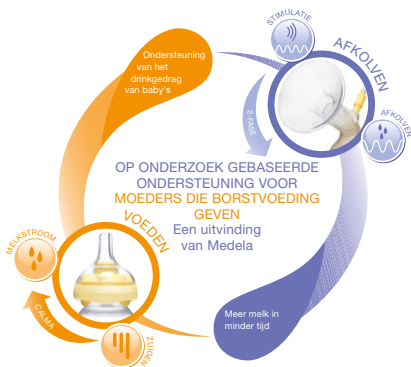 STIMULATIE
AFKOLVEN
2-FASE
AFKOLVEN
Ondersteuning
van het
drinkgedrag
van baby's
OP ONDERZOEK GEBASEERDE
ONDERSTEUNING VOOR
MOEDERS DIE BORSTVOEDING
GEVEN
Een uitvinding
van Medela
VOEDEN
MELKSTROOM
CALMA
ZUIGEN
Meer melk in
minder tijd